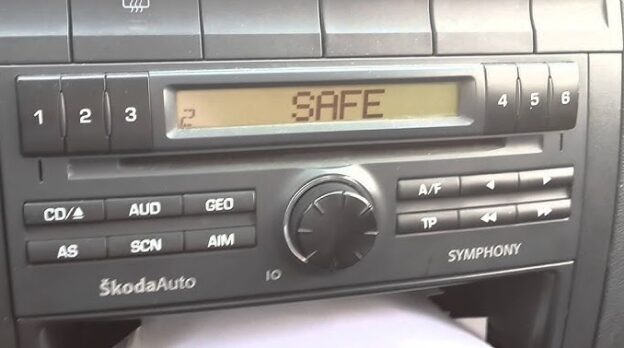 1 2 3
2 SAFE
4 5 6
CD/⏏ AUD GEO
AS SCN AIM
A/F
TP
ŠkodaAuto
IO
SYMPHONY